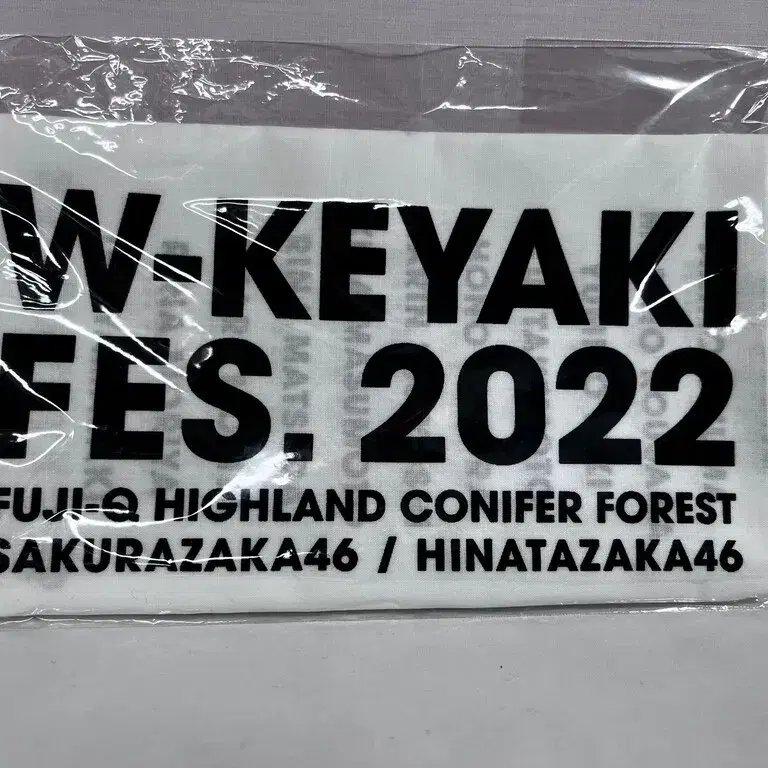 W-KEYAKI
FES. 2022
FUJI-Q HIGHLAND CONIFER FOREST
SAKURAZAKA46 / HINATAZAKA46